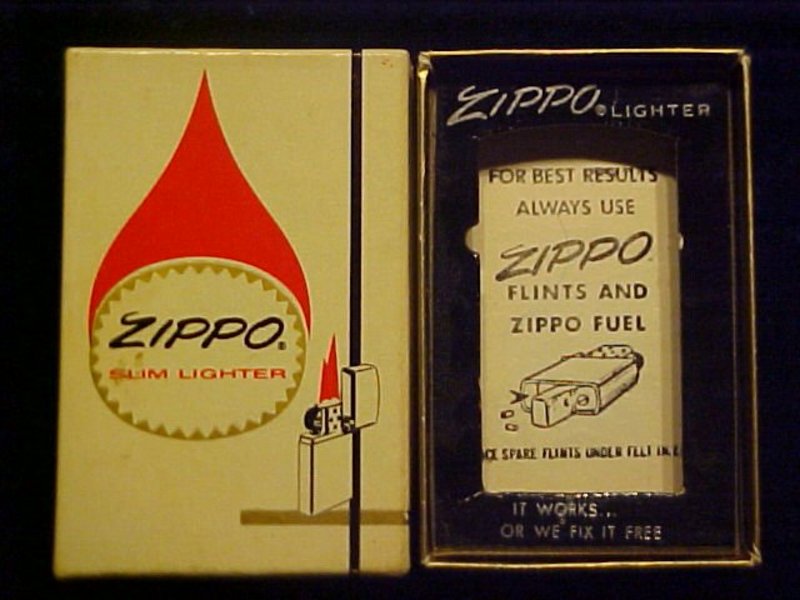 ZIPPO®
SLIM LIGHTER
ZIPPO® LIGHTER
FOR BEST RESULTS
ALWAYS USE
ZIPPO
FLINTS AND
ZIPPO FUEL
SPARE FLINTS UNDER FELT
IT WORKS...
OR WE FIX IT FREE